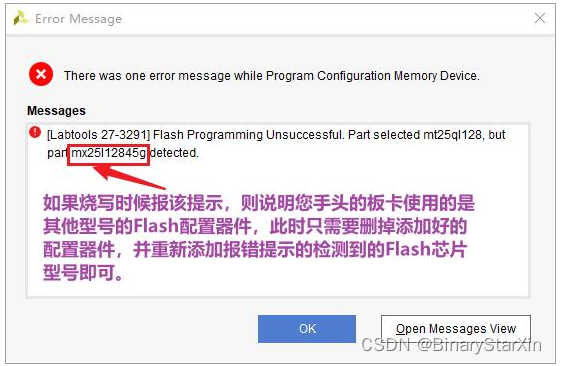 Error Message
There was one error message while Program Configuration Memory Device.
Messages
[Labtools 27-3291] Flash Programming Unsuccessful. Part selected mt25ql128, but
part mx25l12845g detected.
如果烧写时候报该提示，则说明您手头的板卡使用的是
其他型号的Flash配置器件，此时只需要删掉添加好的
配置器件，并重新添加报错提示的检测到的Flash芯片
型号即可。
OK
Open Messages View
CSDN @BinaryStarXin